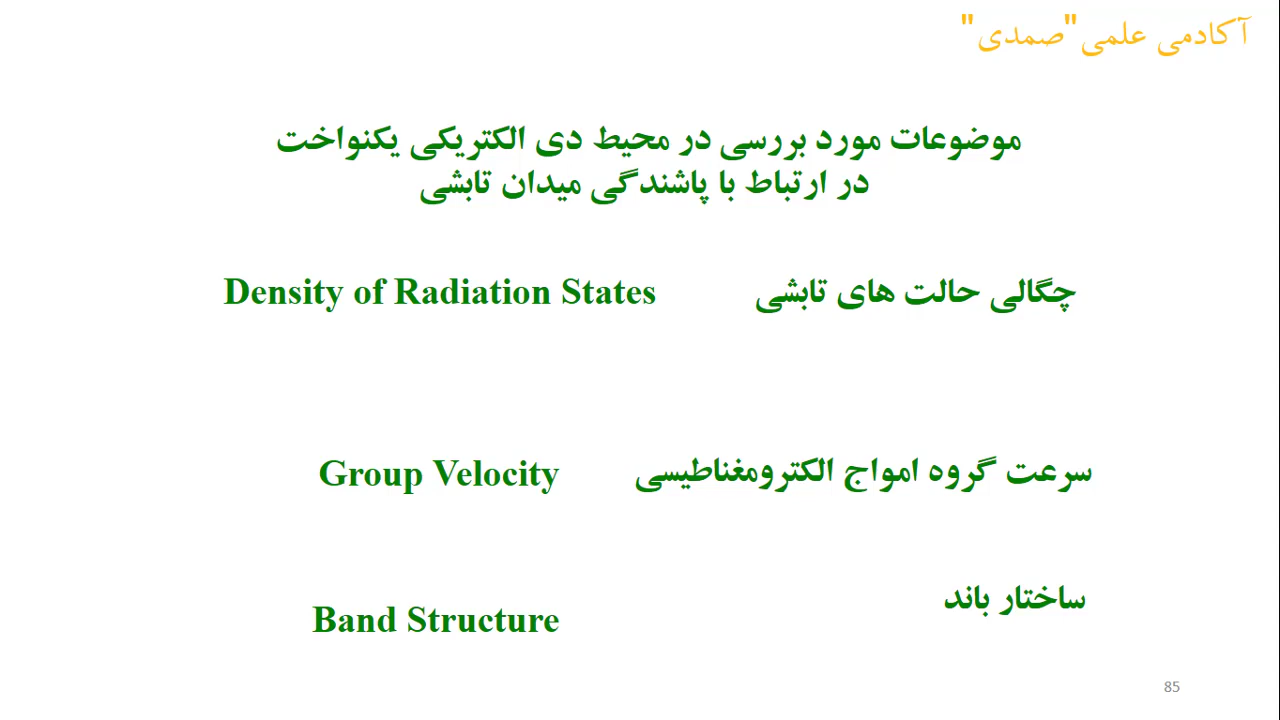 آکادمی علمی"صمدی"
موضوعات مورد بررسی در محیط دی الکتریکی یکنواخت
در ارتباط با پاشندگی میدان تابشی
چگالی حالت های تابشی Density of Radiation States
سرعت گروه امواج الکترومغناطیسی Group Velocity
ساختار باند
Band Structure
85